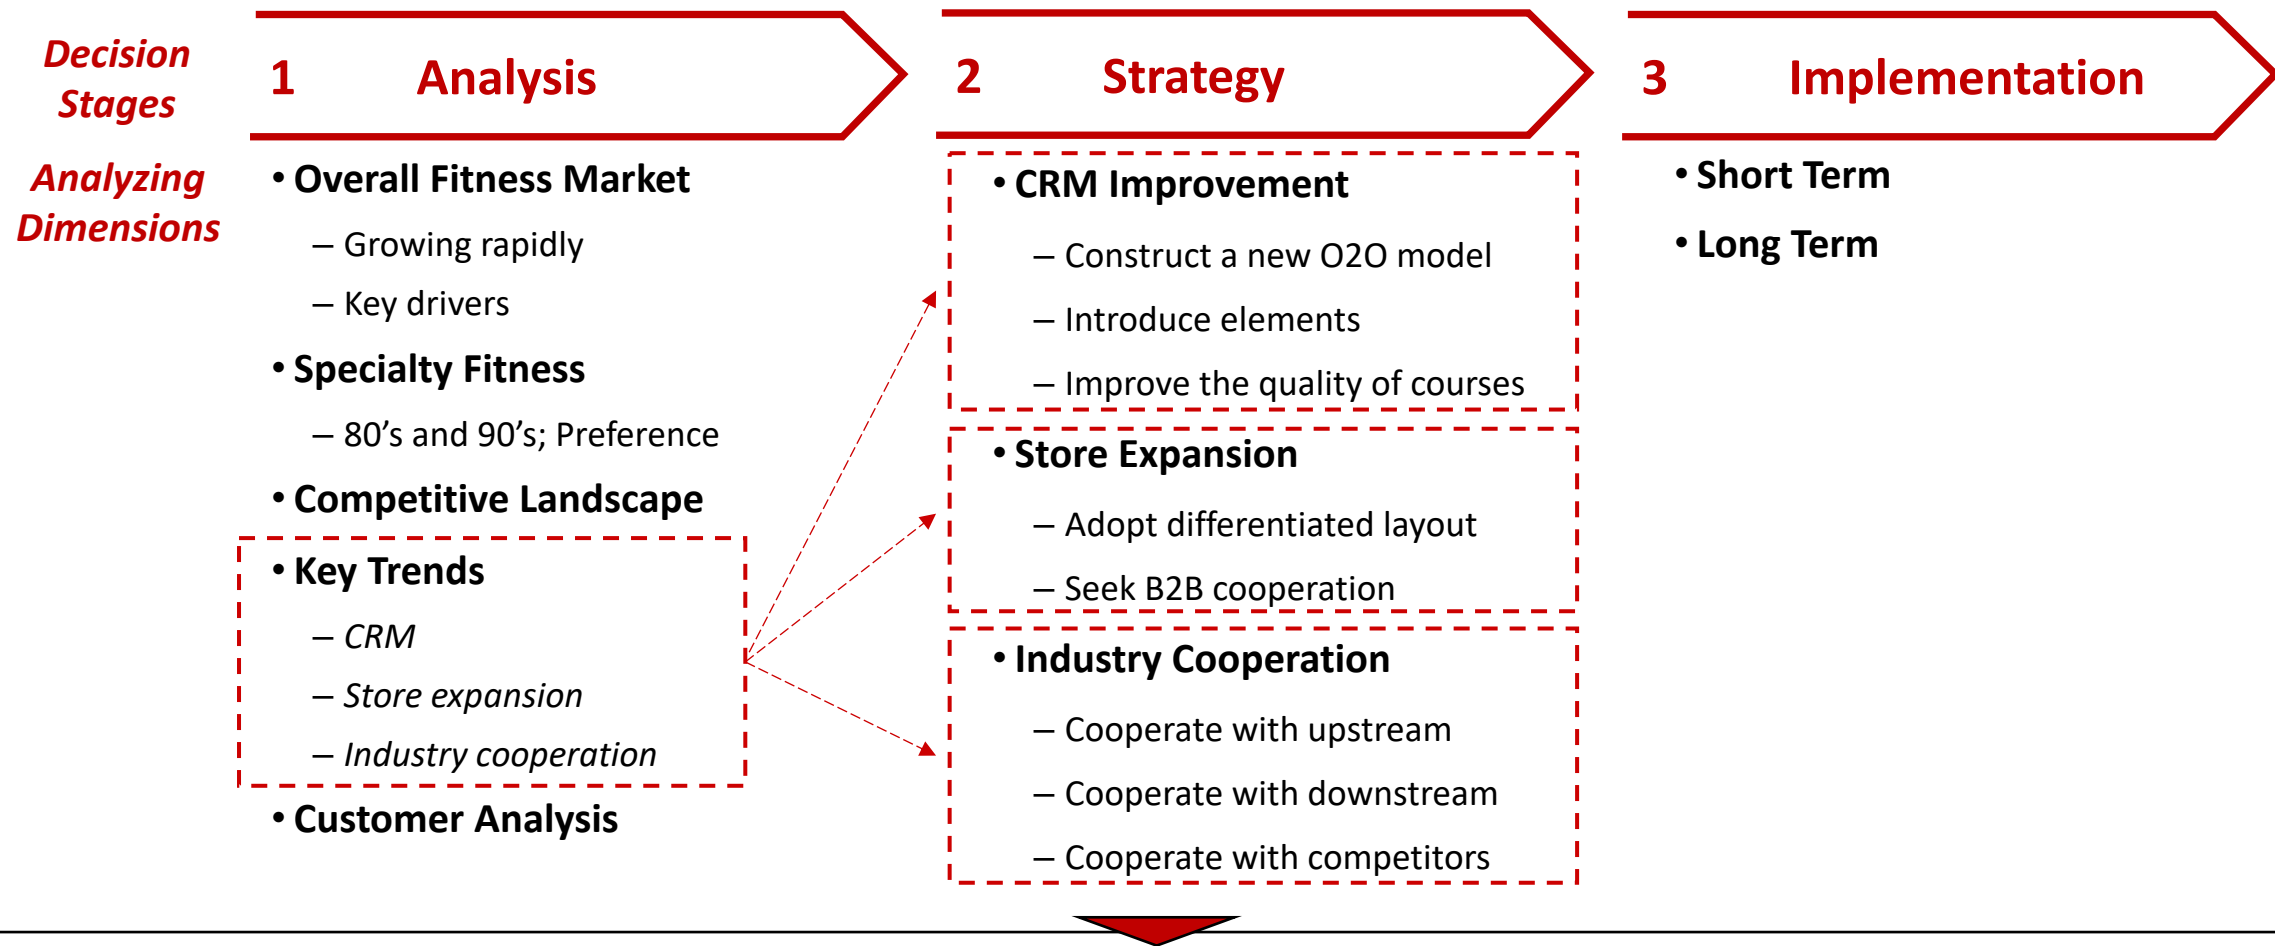 Decision
Stages
1 Analysis
2 Strategy
3 Implementation
Analyzing
Dimensions
• Overall Fitness Market
– Growing rapidly
– Key drivers
• Specialty Fitness
– 80’s and 90’s; Preference
• Competitive Landscape
• Key Trends
– CRM
– Store expansion
– Industry cooperation
• Customer Analysis
• CRM Improvement
– Construct a new O2O model
– Introduce elements
– Improve the quality of courses
• Store Expansion
– Adopt differentiated layout
– Seek B2B cooperation
• Industry Cooperation
– Cooperate with upstream
– Cooperate with downstream
– Cooperate with competitors
• Short Term
• Long Term